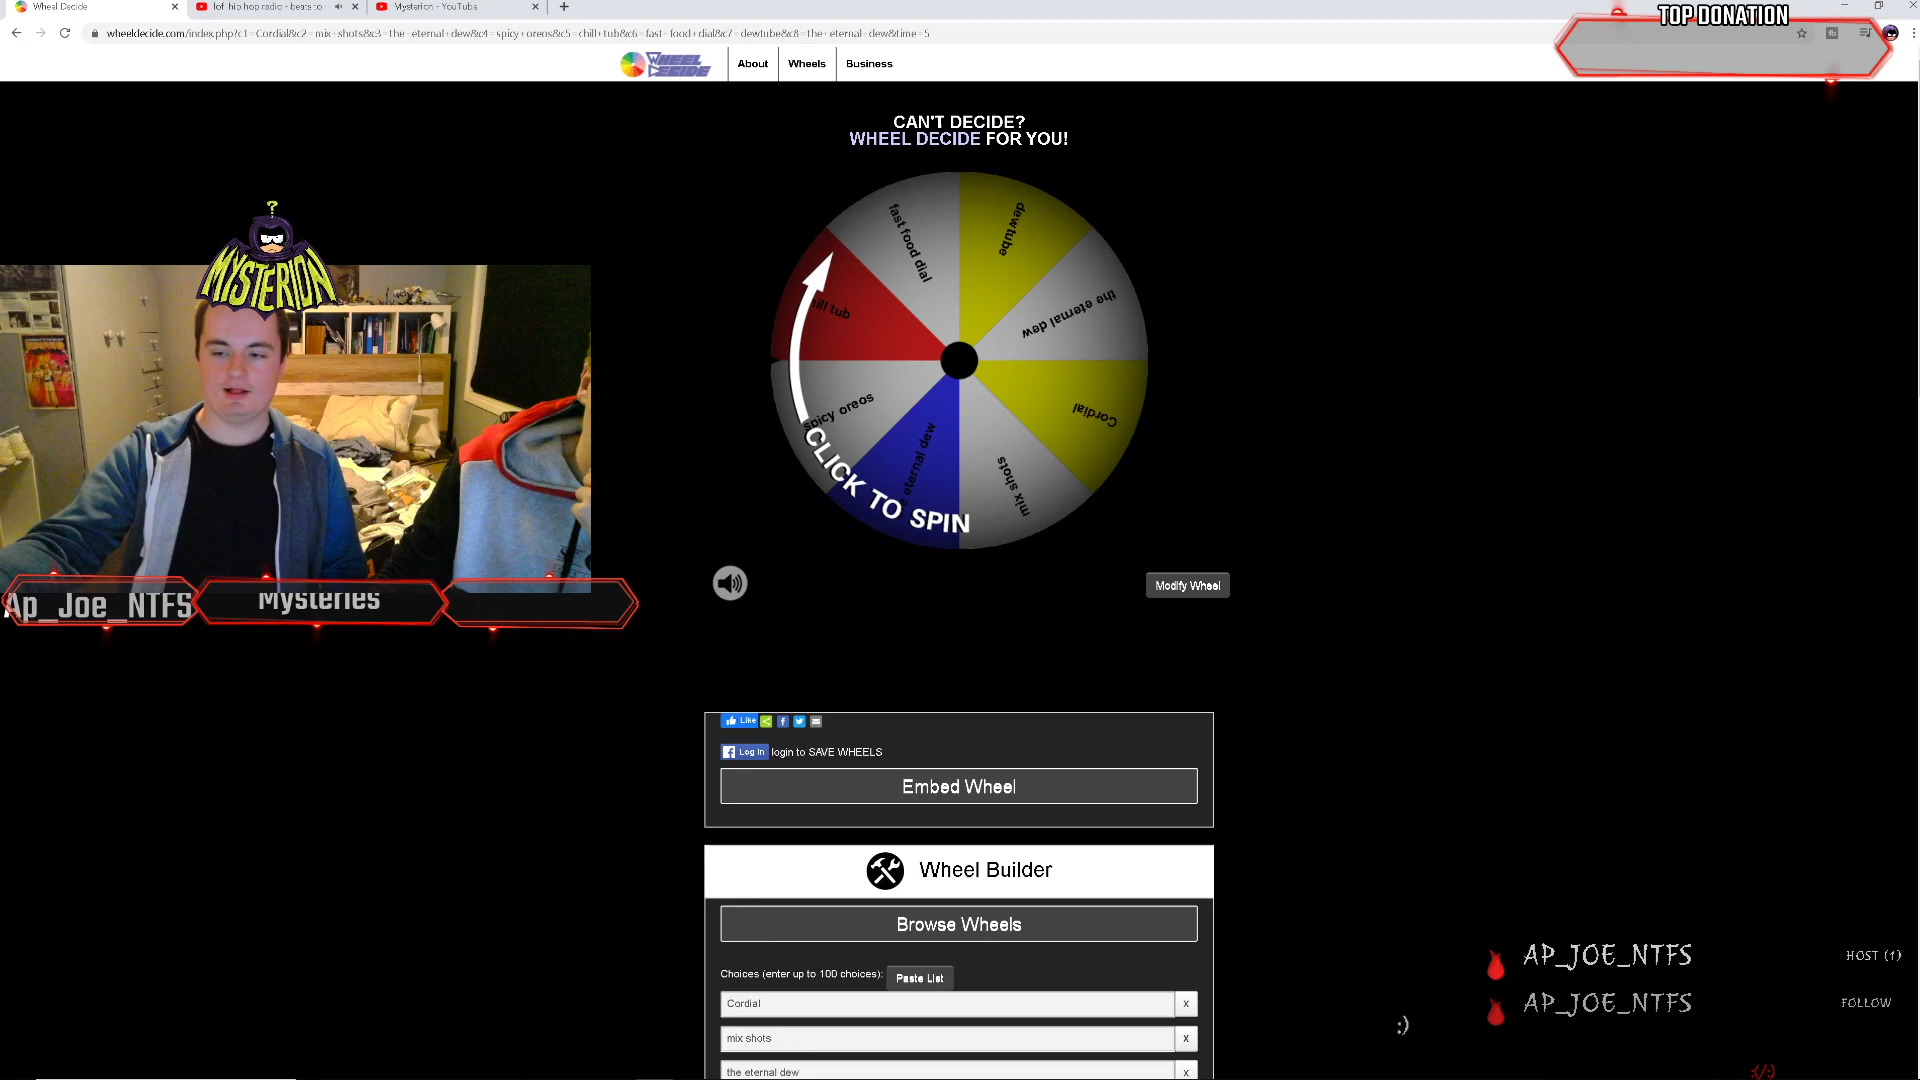 Wheel Decide
lofi hip hop radio - beats to
Mysterion - YouTube
wheeldecide.com/index.php?c1=Cordial&c2=mix+shots&c3=the+eternal+dew&c4=spicy+oreos&c5=chill+tub&c6=fast+food+dial&c7=dewtube&c8=the+eternal+dew&time=5
TOP DONATION
WHEEL DECIDE
About
Wheels
Business
CAN'T DECIDE?
WHEEL DECIDE FOR YOU!
fast food dial
dewtube
the eternal dew
Cordial
mix shots
eternal dew
spicy oreos
ill tub
CLICK TO SPIN
?
MYSTERION
Ap_Joe_NTFS
Mysteries
Modify Wheel
Like
Log In login to SAVE WHEELS
Embed Wheel
Wheel Builder
Browse Wheels
Choices (enter up to 100 choices): Paste List
Cordial x
mix shots x
the eternal dew x
AP_JOE_NTFS HOST (1)
AP_JOE_NTFS FOLLOW
:)
:(/:)